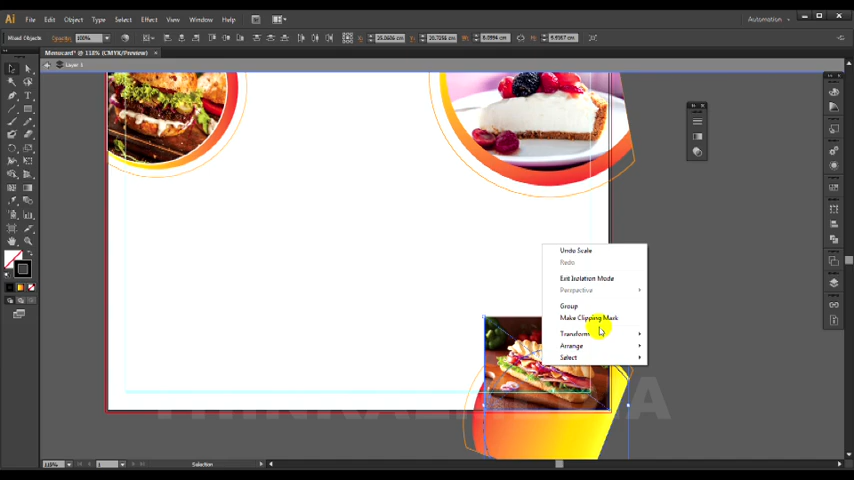 Ai File Edit Object Type Select Effect View Window Help Automation
Opacity: 100%
Mixed Objects
Menucard* @ 118% (CMYK/Preview)
Layer 1
Undo Scale
Redo
Exit Isolation Mode
Perspective
Group
Make Clipping Mask
Transform
Arrange
Select
1
Selection